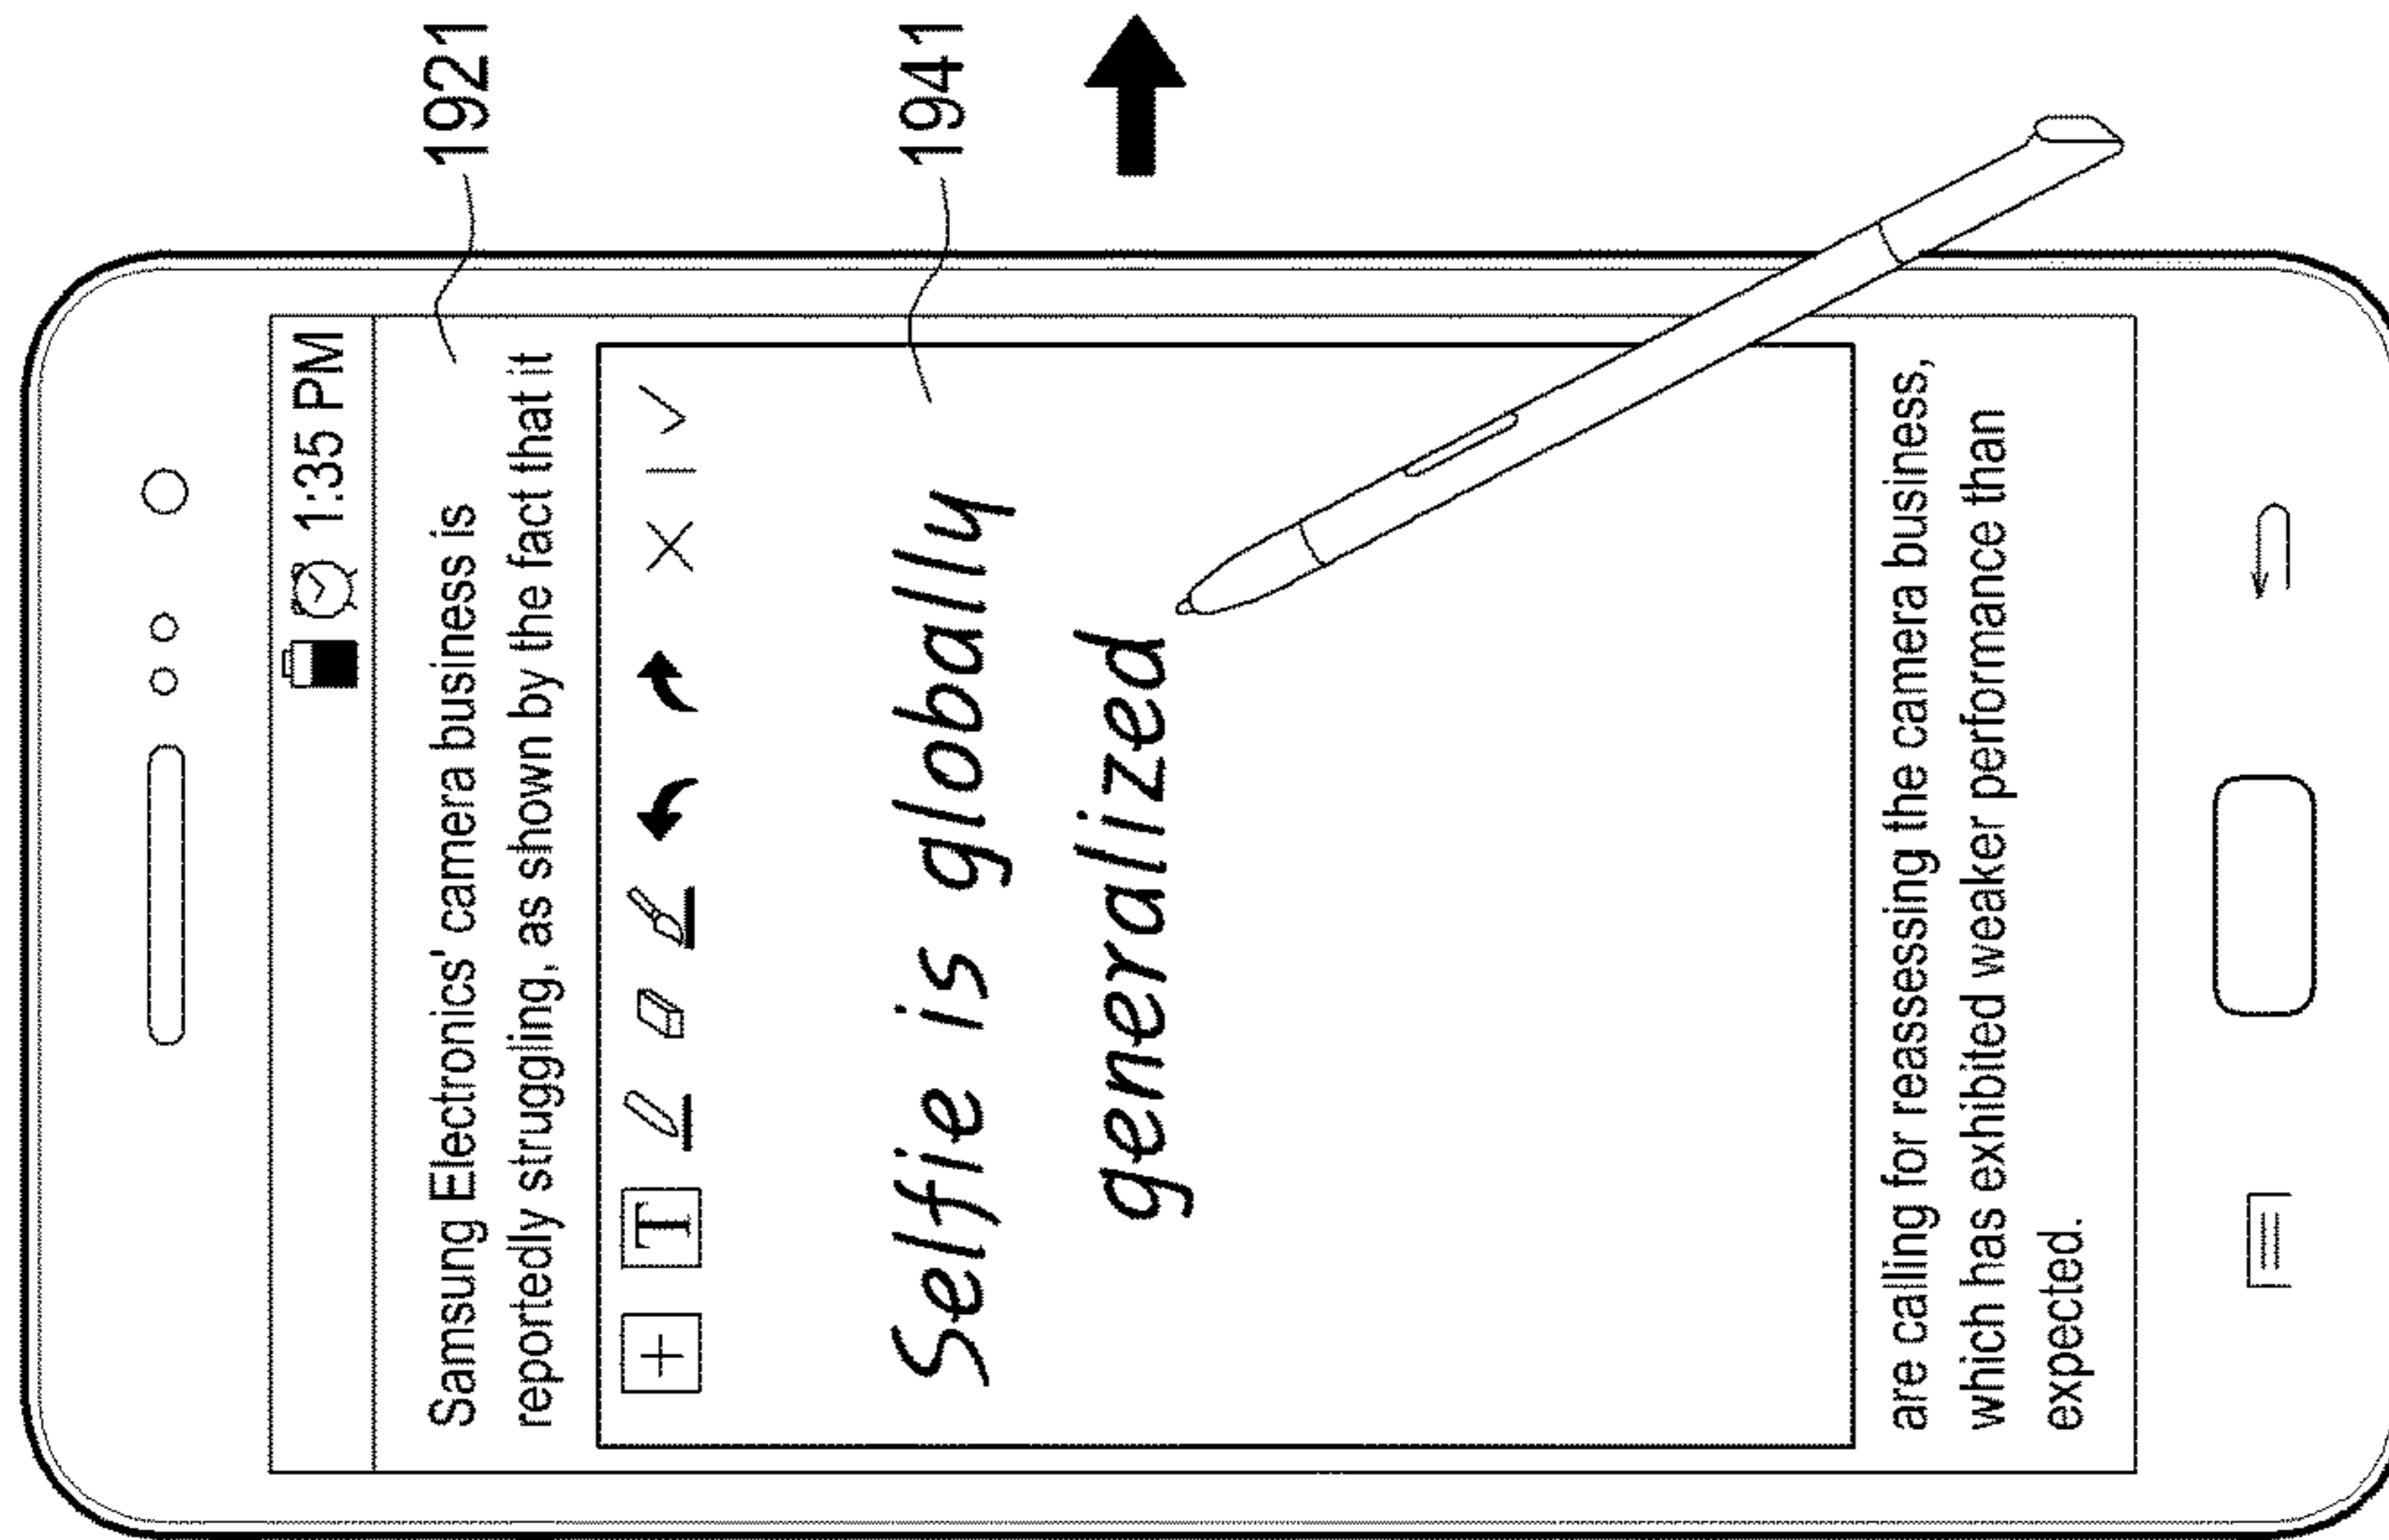 1:35 PM
1921
Samsung Electronics' camera business is
reportedly struggling, as shown by the fact that it
T
1941
Selfie is globally
generalized
are calling for reassessing the camera business,
which has exhibited weaker performance than
expected.